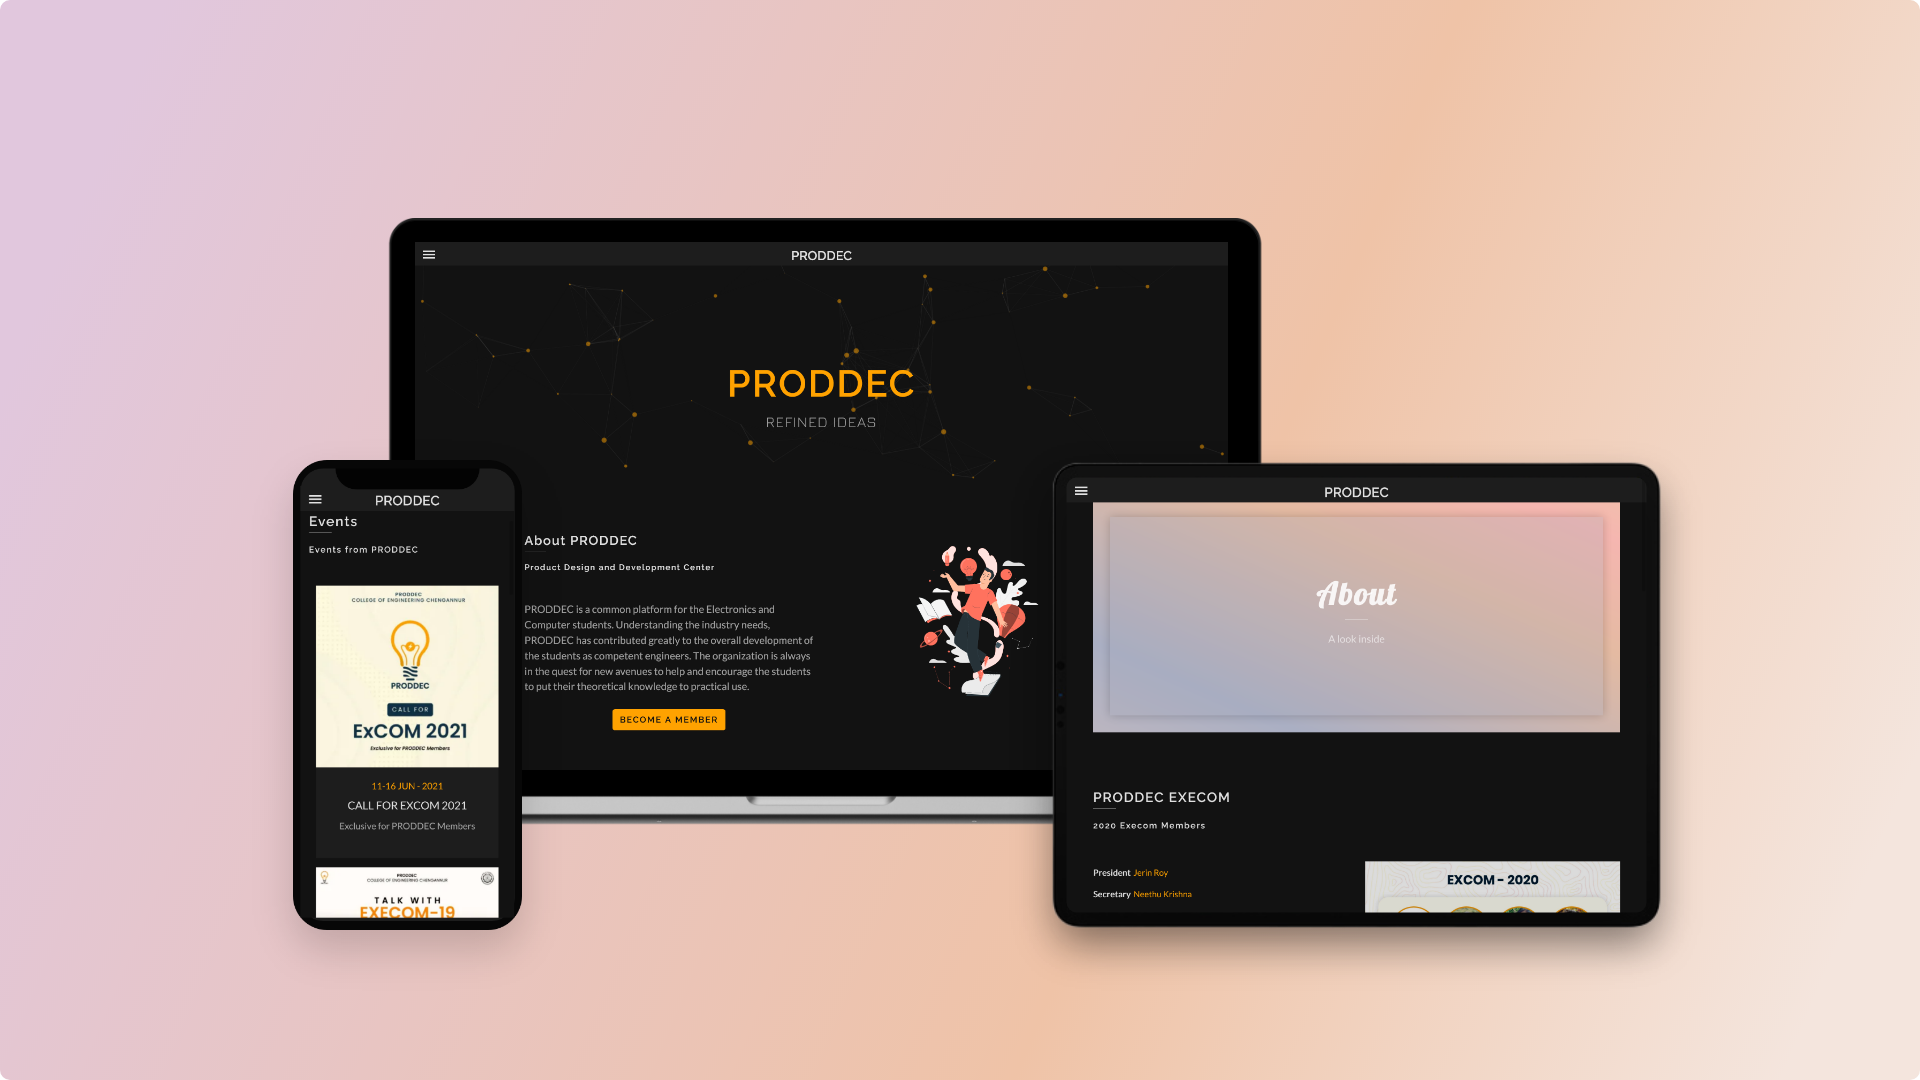 PRODDEC
PRODDEC
REFINED IDEAS
About PRODDEC
Product Design and Development Center
PRODDEC is a common platform for the Electronics and
Computer students. Understanding the industry needs,
PRODDEC has contributed greatly to the overall development of
the students as competent engineers. The organization is always
in the quest for new avenues to help and encourage the students
to put their theoretical knowledge to practical use.
BECOME A MEMBER
PRODDEC
Events
Events from PRODDEC
PRODDEC
COLLEGE OF ENGINEERING CHENGANNUR
PRODDEC
CALL FOR
ExCOM 2021
Exclusive for PRODDEC Members
11-16 JUN - 2021
CALL FOR EXCOM 2021
Exclusive for PRODDEC Members
PRODDEC
COLLEGE OF ENGINEERING CHENGANNUR
TALK WITH
EXECOM-19
PRODDEC
About
A look inside
PRODDEC EXECOM
2020 Execom Members
President Jerin Roy
Secretary Neethu Krishna
EXCOM - 2020